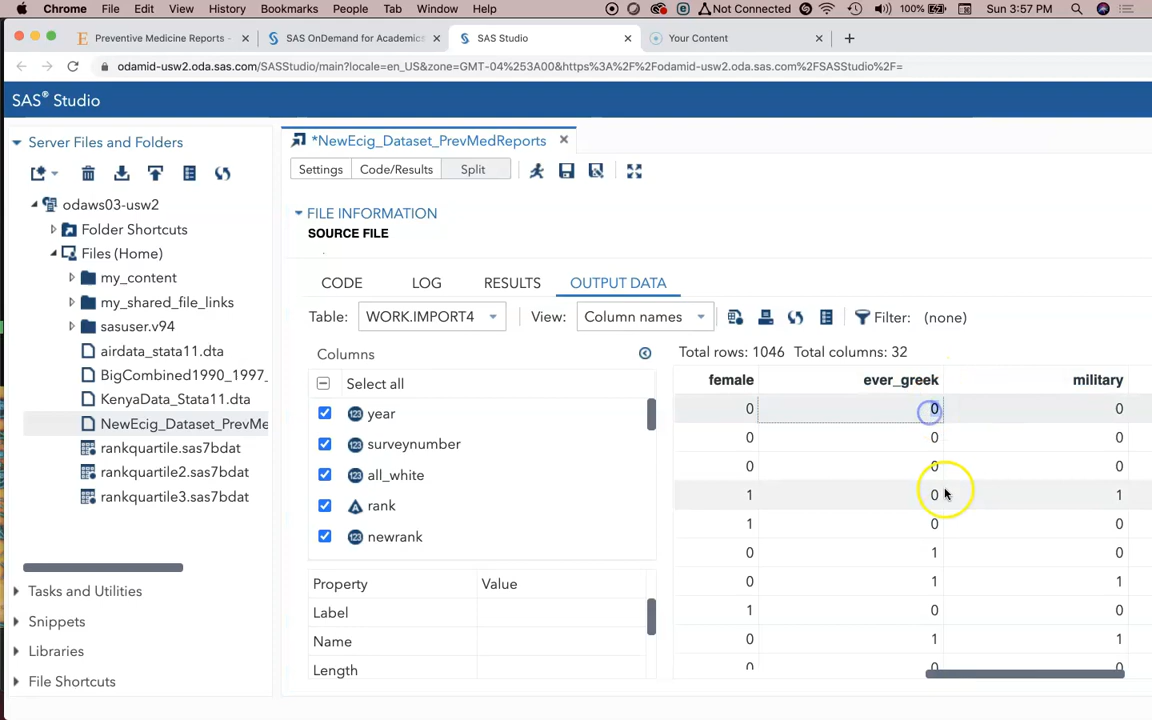 Chrome File Edit View History Bookmarks People Tab Window Help Not Connected 100% Sun 3:57 PM
Preventive Medicine Reports - SAS OnDemand for Academics SAS Studio Your Content
odamid-usw2.oda.sas.com/SASStudio/main?locale=en_US&zone=GMT-04%253A00&https%3A%2F%2Fodamid-usw2.oda.sas.com%2FSASStudio%2F=
SAS® Studio
Server Files and Folders
odaws03-usw2
Folder Shortcuts
Files (Home)
my_content
my_shared_file_links
sasuser.v94
airdata_stata11.dta
BigCombined1990_1997_
KenyaData_Stata11.dta
NewEcig_Dataset_PrevMe
rankquartile.sas7bdat
rankquartile2.sas7bdat
rankquartile3.sas7bdat
Tasks and Utilities
Snippets
Libraries
File Shortcuts
*NewEcig_Dataset_PrevMedReports
Settings Code/Results Split
FILE INFORMATION
SOURCE FILE
CODE LOG RESULTS OUTPUT DATA
Table: WORK.IMPORT4 View: Column names Filter: (none)
Columns
Select all
year
surveynumber
all_white
rank
newrank
Property Value
Label
Name
Length
Total rows: 1046 Total columns: 32
female ever_greek military
0 0 0
0 0 0
0 0 0
1 0 1
1 0 0
0 1 0
0 1 1
1 0 0
0 1 1
0 0 0